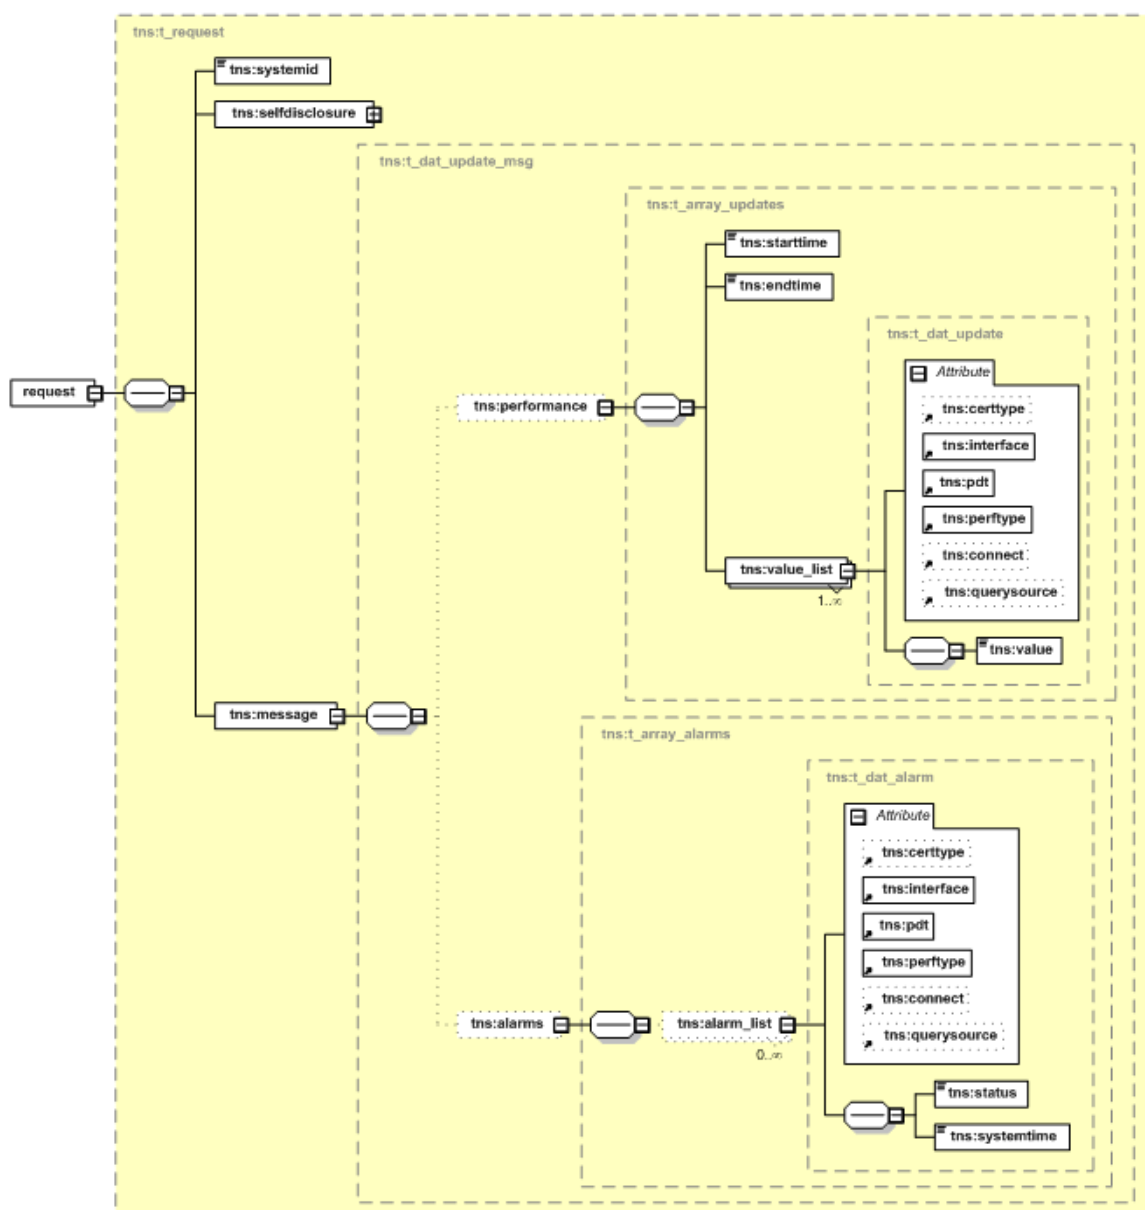 tns:t_request
tns:systemid
tns:selfdisclosure
tns:t_dat_update_msg
tns:t_array_updates
tns:starttime
tns:endtime
tns:t_dat_update
Attribute
tns:certtype
tns:interface
tns:pdt
tns:perftype
tns:connect
tns:querysource
request
tns:performance
tns:value_list
1..∞
tns:value
tns:message
tns:t_array_alarms
tns:t_dat_alarm
Attribute
tns:certtype
tns:interface
tns:pdt
tns:perftype
tns:connect
tns:querysource
tns:alarms
tns:alarm_list
0..∞
tns:status
tns:systemtime